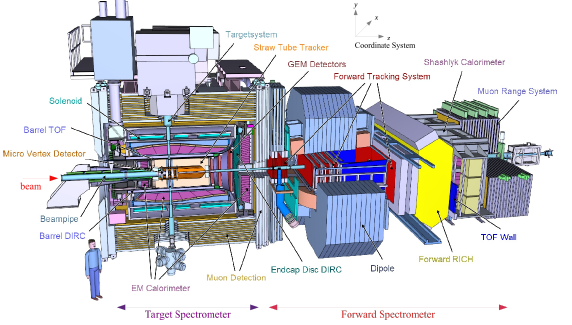 y
x
z
Coordinate System
Targetsystem
Straw Tube Tracker
GEM Detectors
Shashlyk Calorimeter
Forward Tracking System
Muon Range System
Solenoid
Barrel TOF
Micro Vertex Detector
beam
Beampipe
Barrel DIRC
EM Calorimeter
Muon Detection
Endcap Disc DIRC
Dipole
Forward RICH
TOF Wall
Target Spectrometer
Forward Spectrometer